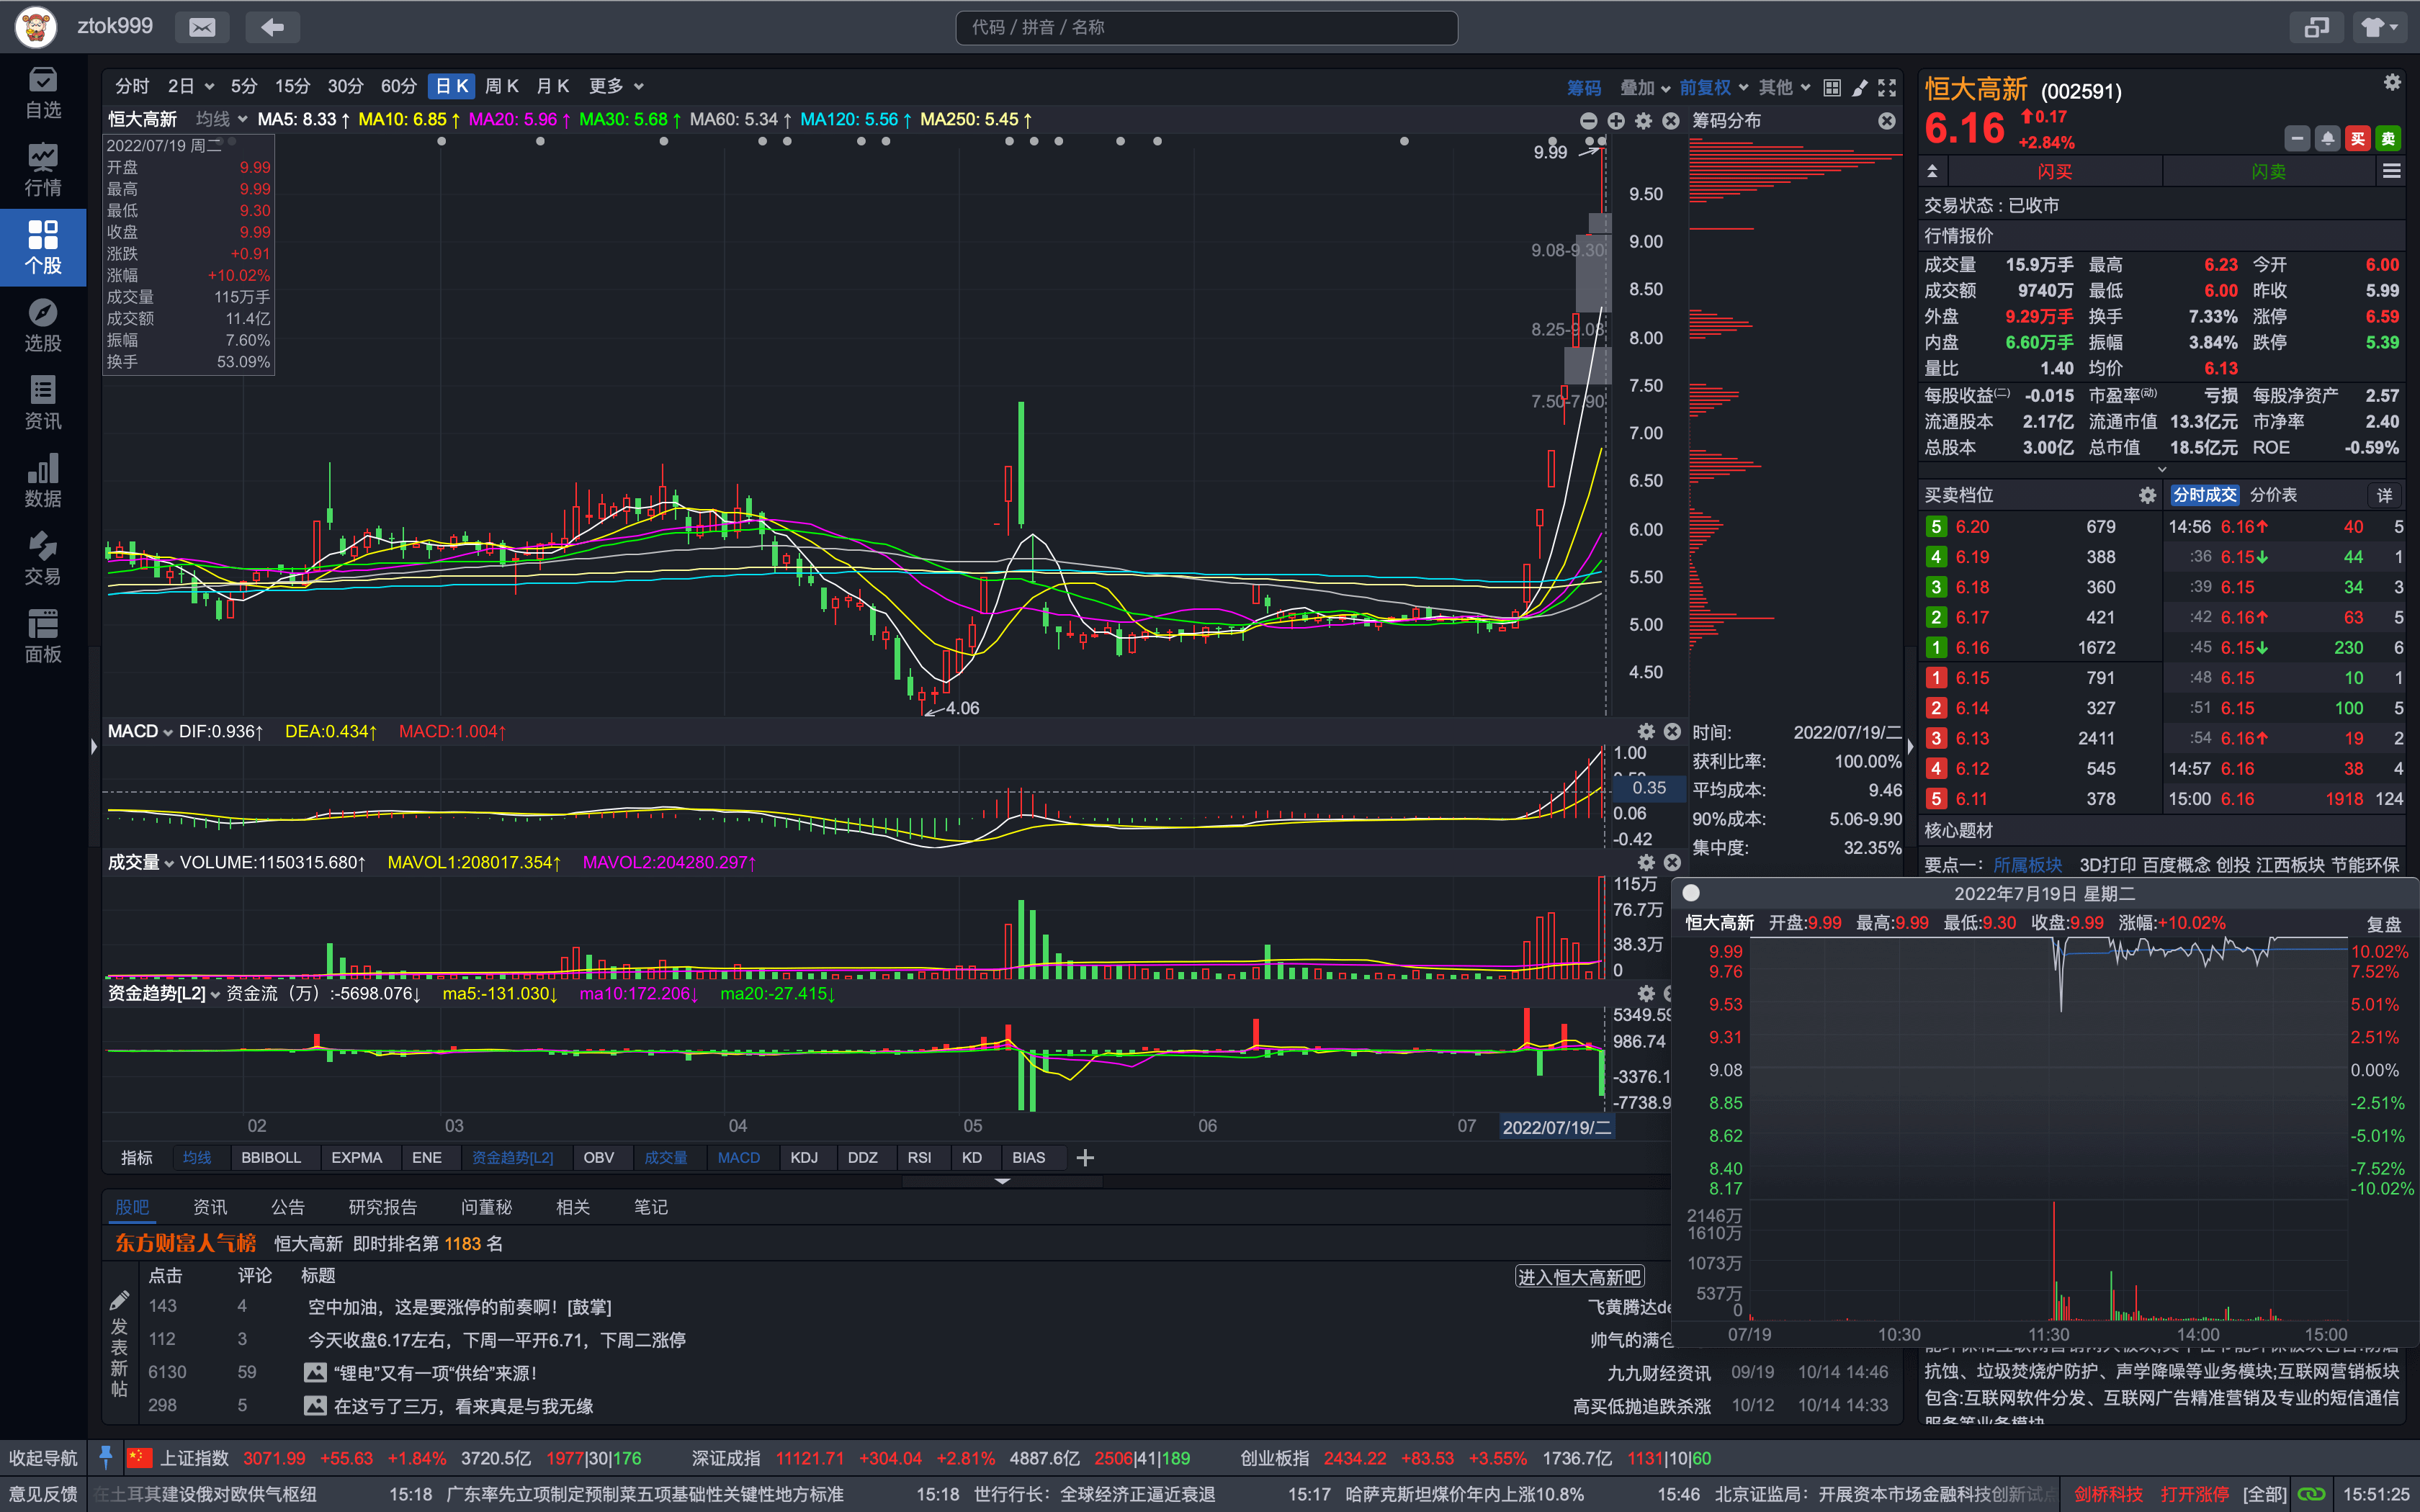 ztok999
代码 / 拼音 / 名称
自选
行情
个股
选股
资讯
数据
交易
面板
分时 2日 5分 15分 30分 60分 日K 周K 月K 更多
筹码 叠加 前复权 其他
恒大高新 均线 MA5: 8.33↑ MA10: 6.85↑ MA20: 5.96↑ MA30: 5.68↑ MA60: 5.34↑ MA120: 5.56↑ MA250: 5.45↑
2022/07/19 周二
开盘 9.99
最高 9.99
最低 9.30
收盘 9.99
涨跌 +0.91
涨幅 +10.02%
成交量 115万手
成交额 11.4亿
振幅 7.60%
换手 53.09%
9.99
9.08-9.30
8.25-9.03
7.50-7.90
4.06
9.50
9.00
8.50
8.00
7.50
7.00
6.50
6.00
5.50
5.00
4.50
筹码分布
MACD DIF:0.936↑ DEA:0.434↑ MACD:1.004↑
1.00
0.35
0.06
-0.42
成交量 VOLUME:1150315.680↑ MAVOL1:208017.354↑ MAVOL2:204280.297↑
115万
76.7万
38.3万
0
资金趋势[L2] 资金流（万）:-5698.076↓ ma5:-131.030↓ ma10:172.206↓ ma20:-27.415↓
5349.59
986.74
-3376.1
-7738.9
02 03 04 05 06 07 2022/07/19/二
时间: 2022/07/19/二
获利比率: 100.00%
平均成本: 9.46
90%成本: 5.06-9.90
集中度: 32.35%
指标 均线 BBIBOLL EXPMA ENE 资金趋势[L2] OBV 成交量 MACD KDJ DDZ RSI KD BIAS
股吧 资讯 公告 研究报告 问董秘 相关 笔记
东方财富人气榜 恒大高新 即时排名第 1183 名
点击 评论 标题 进入恒大高新吧
发表新帖
143 4 空中加油，这是要涨停的前奏啊！[鼓掌] 飞黄腾达de
112 3 今天收盘6.17左右，下周一平开6.71，下周二涨停 帅气的满仓
6130 59 “锂电”又有一项“供给”来源！ 九九财经资讯 09/19 10/14 14:46
298 5 在这亏了三万，看来真是与我无缘 高买低抛追跌杀涨 10/12 10/14 14:33
恒大高新 (002591)
6.16 0.17
+2.84%
买 卖
闪买 闪卖
交易状态 : 已收市
行情报价
成交量 15.9万手 最高 6.23 今开 6.00
成交额 9740万 最低 6.00 昨收 5.99
外盘 9.29万手 换手 7.33% 涨停 6.59
内盘 6.60万手 振幅 3.84% 跌停 5.39
量比 1.40 均价 6.13
每股收益(二) -0.015 市盈率(动) 亏损 每股净资产 2.57
流通股本 2.17亿 流通市值 13.3亿元 市净率 2.40
总股本 3.00亿 总市值 18.5亿元 ROE -0.59%
买卖档位 分时成交 分价表 详
5 6.20 679 14:56 6.16↑ 40 5
4 6.19 388 :36 6.15↓ 44 1
3 6.18 360 :39 6.15 34 3
2 6.17 421 :42 6.16↑ 63 5
1 6.16 1672 :45 6.15↓ 230 6
1 6.15 791 :48 6.15 10 1
2 6.14 327 :51 6.15 100 5
3 6.13 2411 :54 6.16↑ 19 2
4 6.12 545 14:57 6.16 38 4
5 6.11 378 15:00 6.16 1918 124
核心题材
要点一： 所属板块 3D打印 百度概念 创投 江西板块 节能环保
2022年7月19日 星期二
恒大高新 开盘:9.99 最高:9.99 最低:9.30 收盘:9.99 涨幅:+10.02% 复盘
9.99 10.02%
9.76 7.52%
9.53 5.01%
9.31 2.51%
9.08 0.00%
8.85 -2.51%
8.62 -5.01%
8.40 -7.52%
8.17 -10.02%
2146万
1610万
1073万
537万
0
07/19 10:30 11:30 14:00 15:00
抗蚀、垃圾焚烧炉防护、声学降噪等业务模块;互联网营销板块
包含:互联网软件分发、互联网广告精准营销及专业的短信通信
服务等业务模块
收起导航 上证指数 3071.99 +55.63 +1.84% 3720.5亿 1977|30|176 深证成指 11121.71 +304.04 +2.81% 4887.6亿 2506|41|189 创业板指 2434.22 +83.53 +3.55% 1736.7亿 1131|10|60
意见反馈 在土耳其建设俄对欧供气枢纽 15:18 广东率先立项制定预制菜五项基础性关键性地方标准 15:18 世行行长：全球经济正逼近衰退 15:17 哈萨克斯坦煤价年内上涨10.8% 15:46 北京证监局：开展资本市场金融科技创新试点 剑桥科技 打开涨停 [全部] 15:51:25